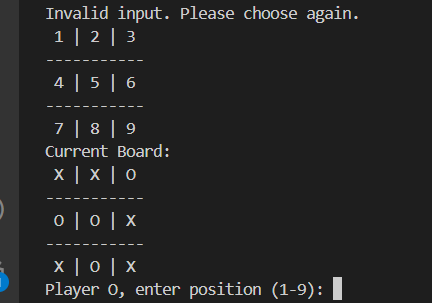 Invalid input. Please choose again.
1 | 2 | 3
-----------
4 | 5 | 6
-----------
7 | 8 | 9
Current Board:
X | X | O
-----------
O | O | X
-----------
X | O | X
Player O, enter position (1-9):